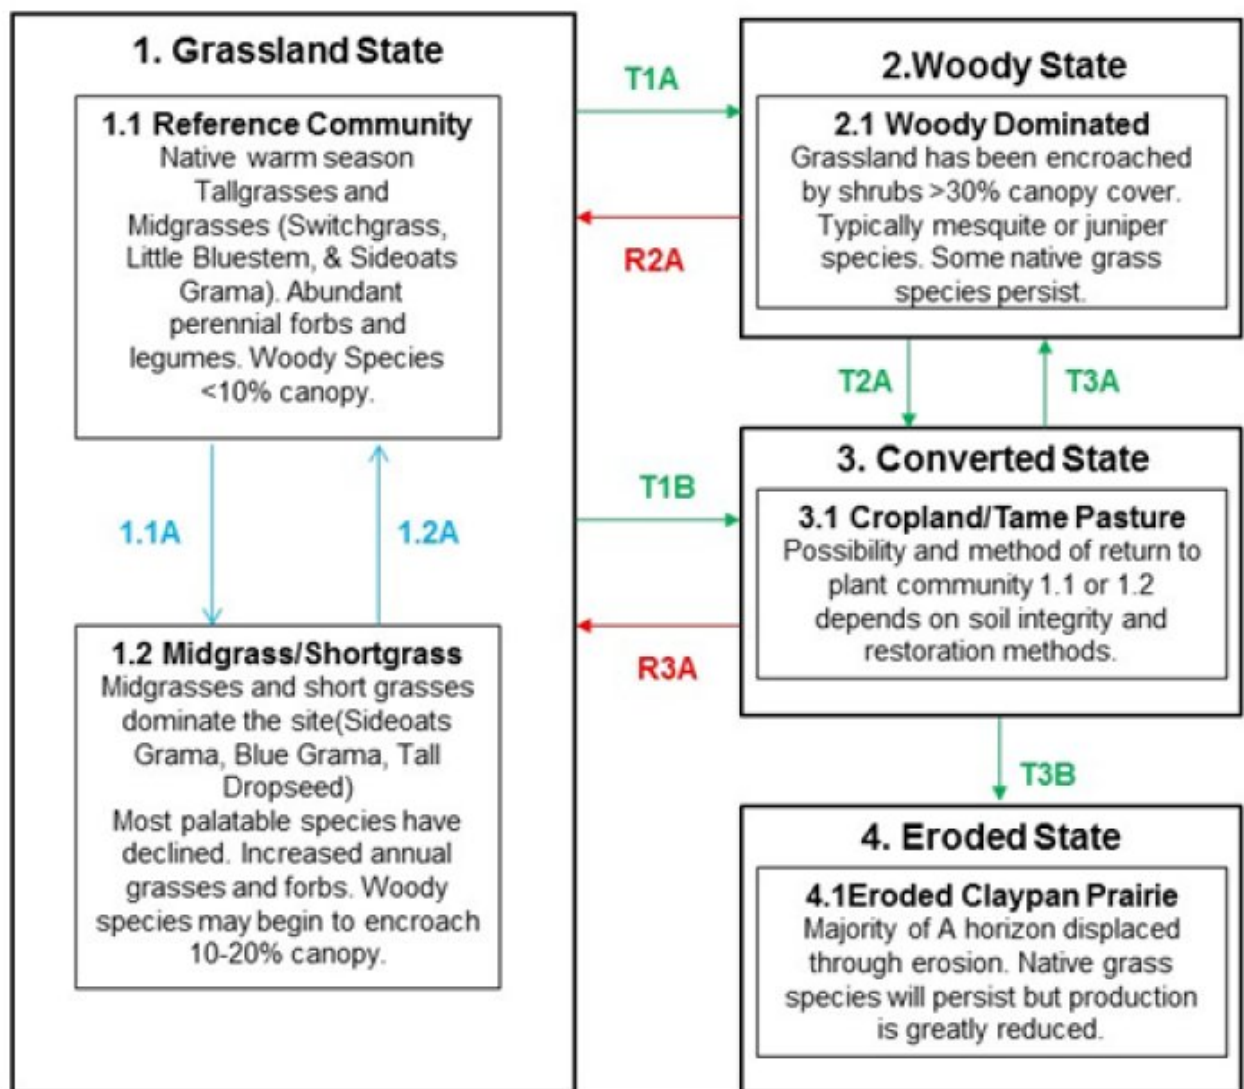 1. Grassland State
1.1 Reference Community
Native warm season
Tallgrasses and
Midgrasses (Switchgrass,
Little Bluestem, & Sideoats
Grama). Abundant
perennial forbs and
legumes. Woody Species
<10% canopy.
1.1A
1.2A
1.2 Midgrass/Shortgrass
Midgrasses and short grasses
dominate the site(Sideoats
Grama, Blue Grama, Tall
Dropseed)
Most palatable species have
declined. Increased annual
grasses and forbs. Woody
species may begin to encroach
10-20% canopy.
T1A
R2A
T1B
R3A
2.Woody State
2.1 Woody Dominated
Grassland has been encroached
by shrubs >30% canopy cover.
Typically mesquite or juniper
species. Some native grass
species persist.
T2A
T3A
3. Converted State
3.1 Cropland/Tame Pasture
Possibility and method of return to
plant community 1.1 or 1.2
depends on soil integrity and
restoration methods.
T3B
4. Eroded State
4.1Eroded Claypan Prairie
Majority of A horizon displaced
through erosion. Native grass
species will persist but production
is greatly reduced.